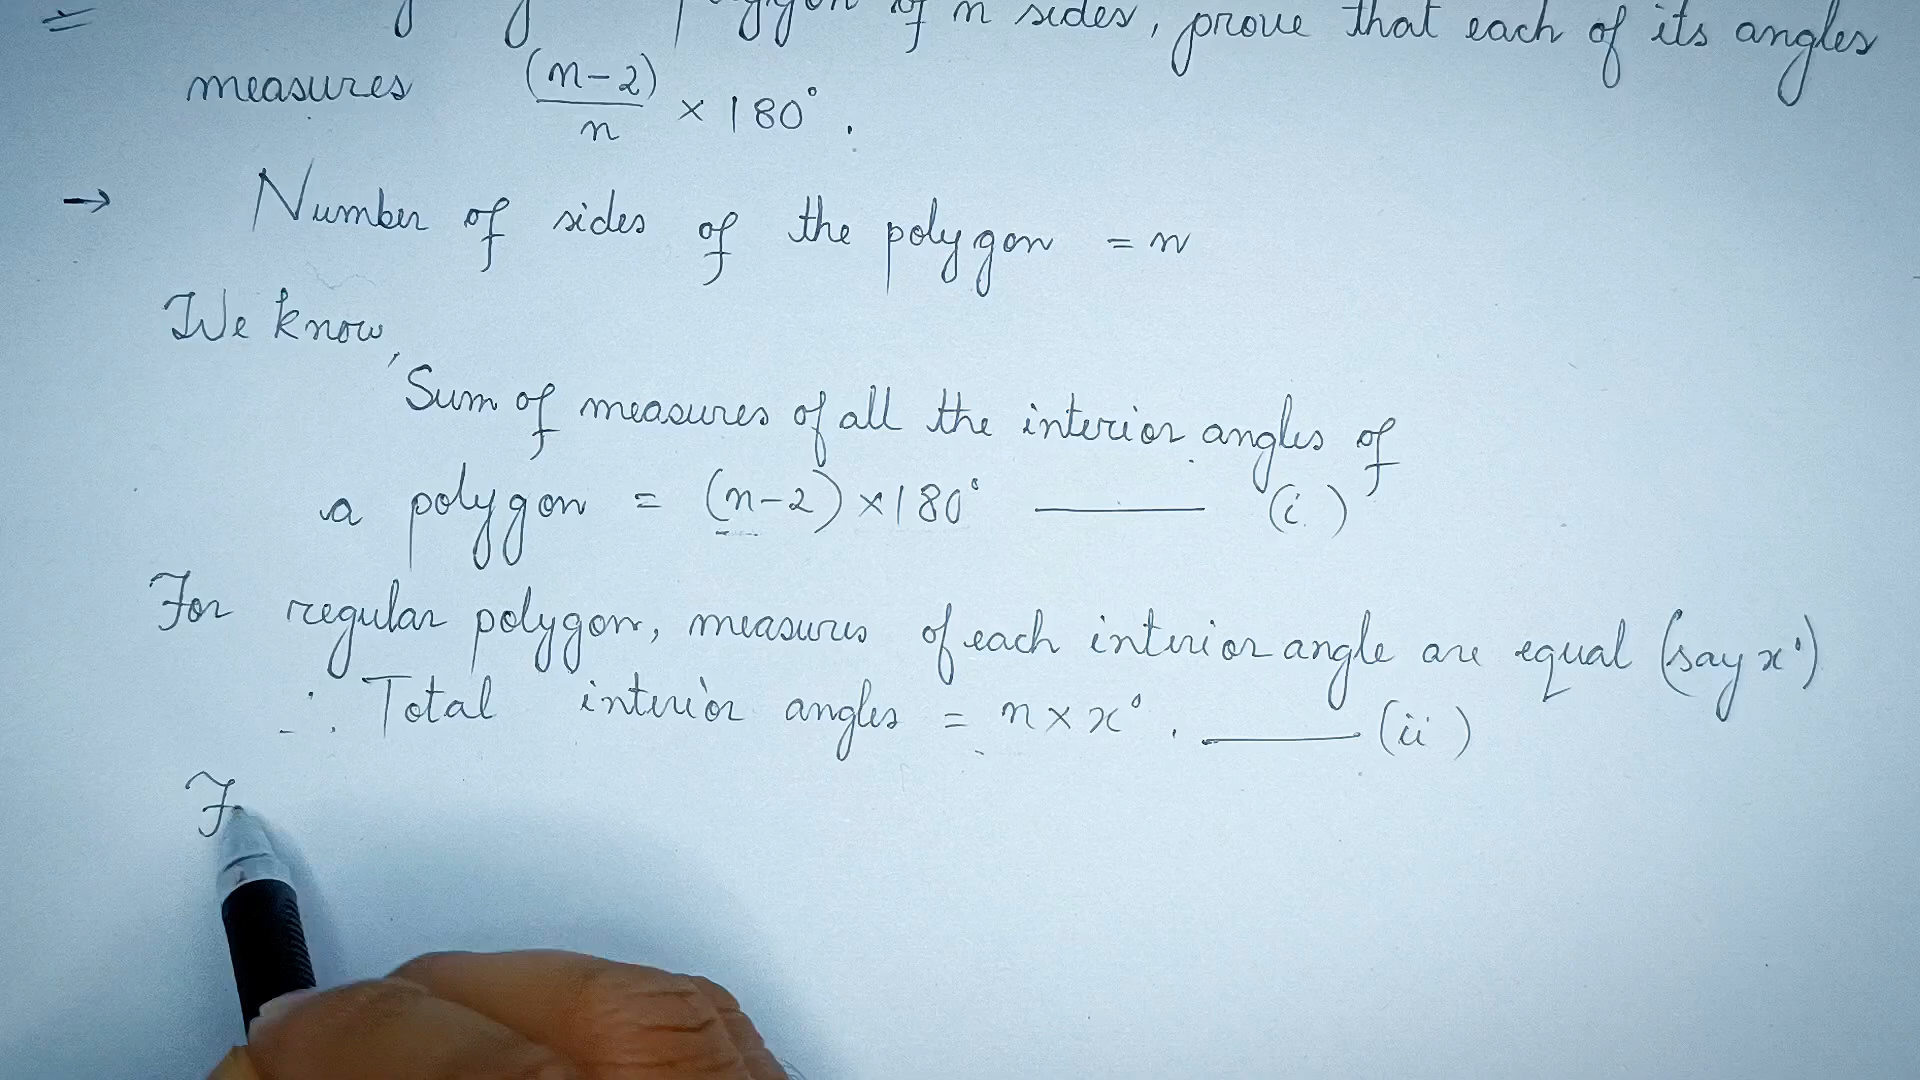 polygon of n sides, prove that each of its angles
measures (n-2)/n × 180°.
→ Number of sides of the polygon = n
We know,
Sum of measures of all the interior angles of
a polygon = (n-2) × 180° ——— (i)
For regular polygon, measures of each interior angle are equal (say x°)
∴ Total interior angles = n × x°. ——— (ii)
F